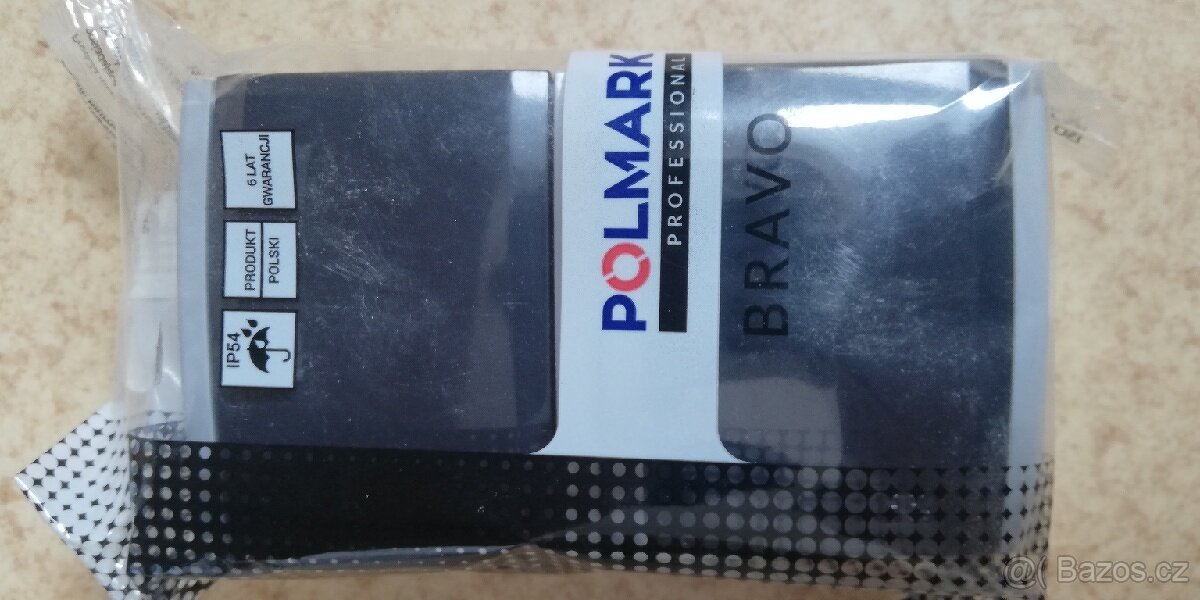 POLMARK
PROFESSIONAL
BRAVO
6 LAT
GWARANCJI
PRODUKT
POLSKI
IP54
@( Bazos.cz